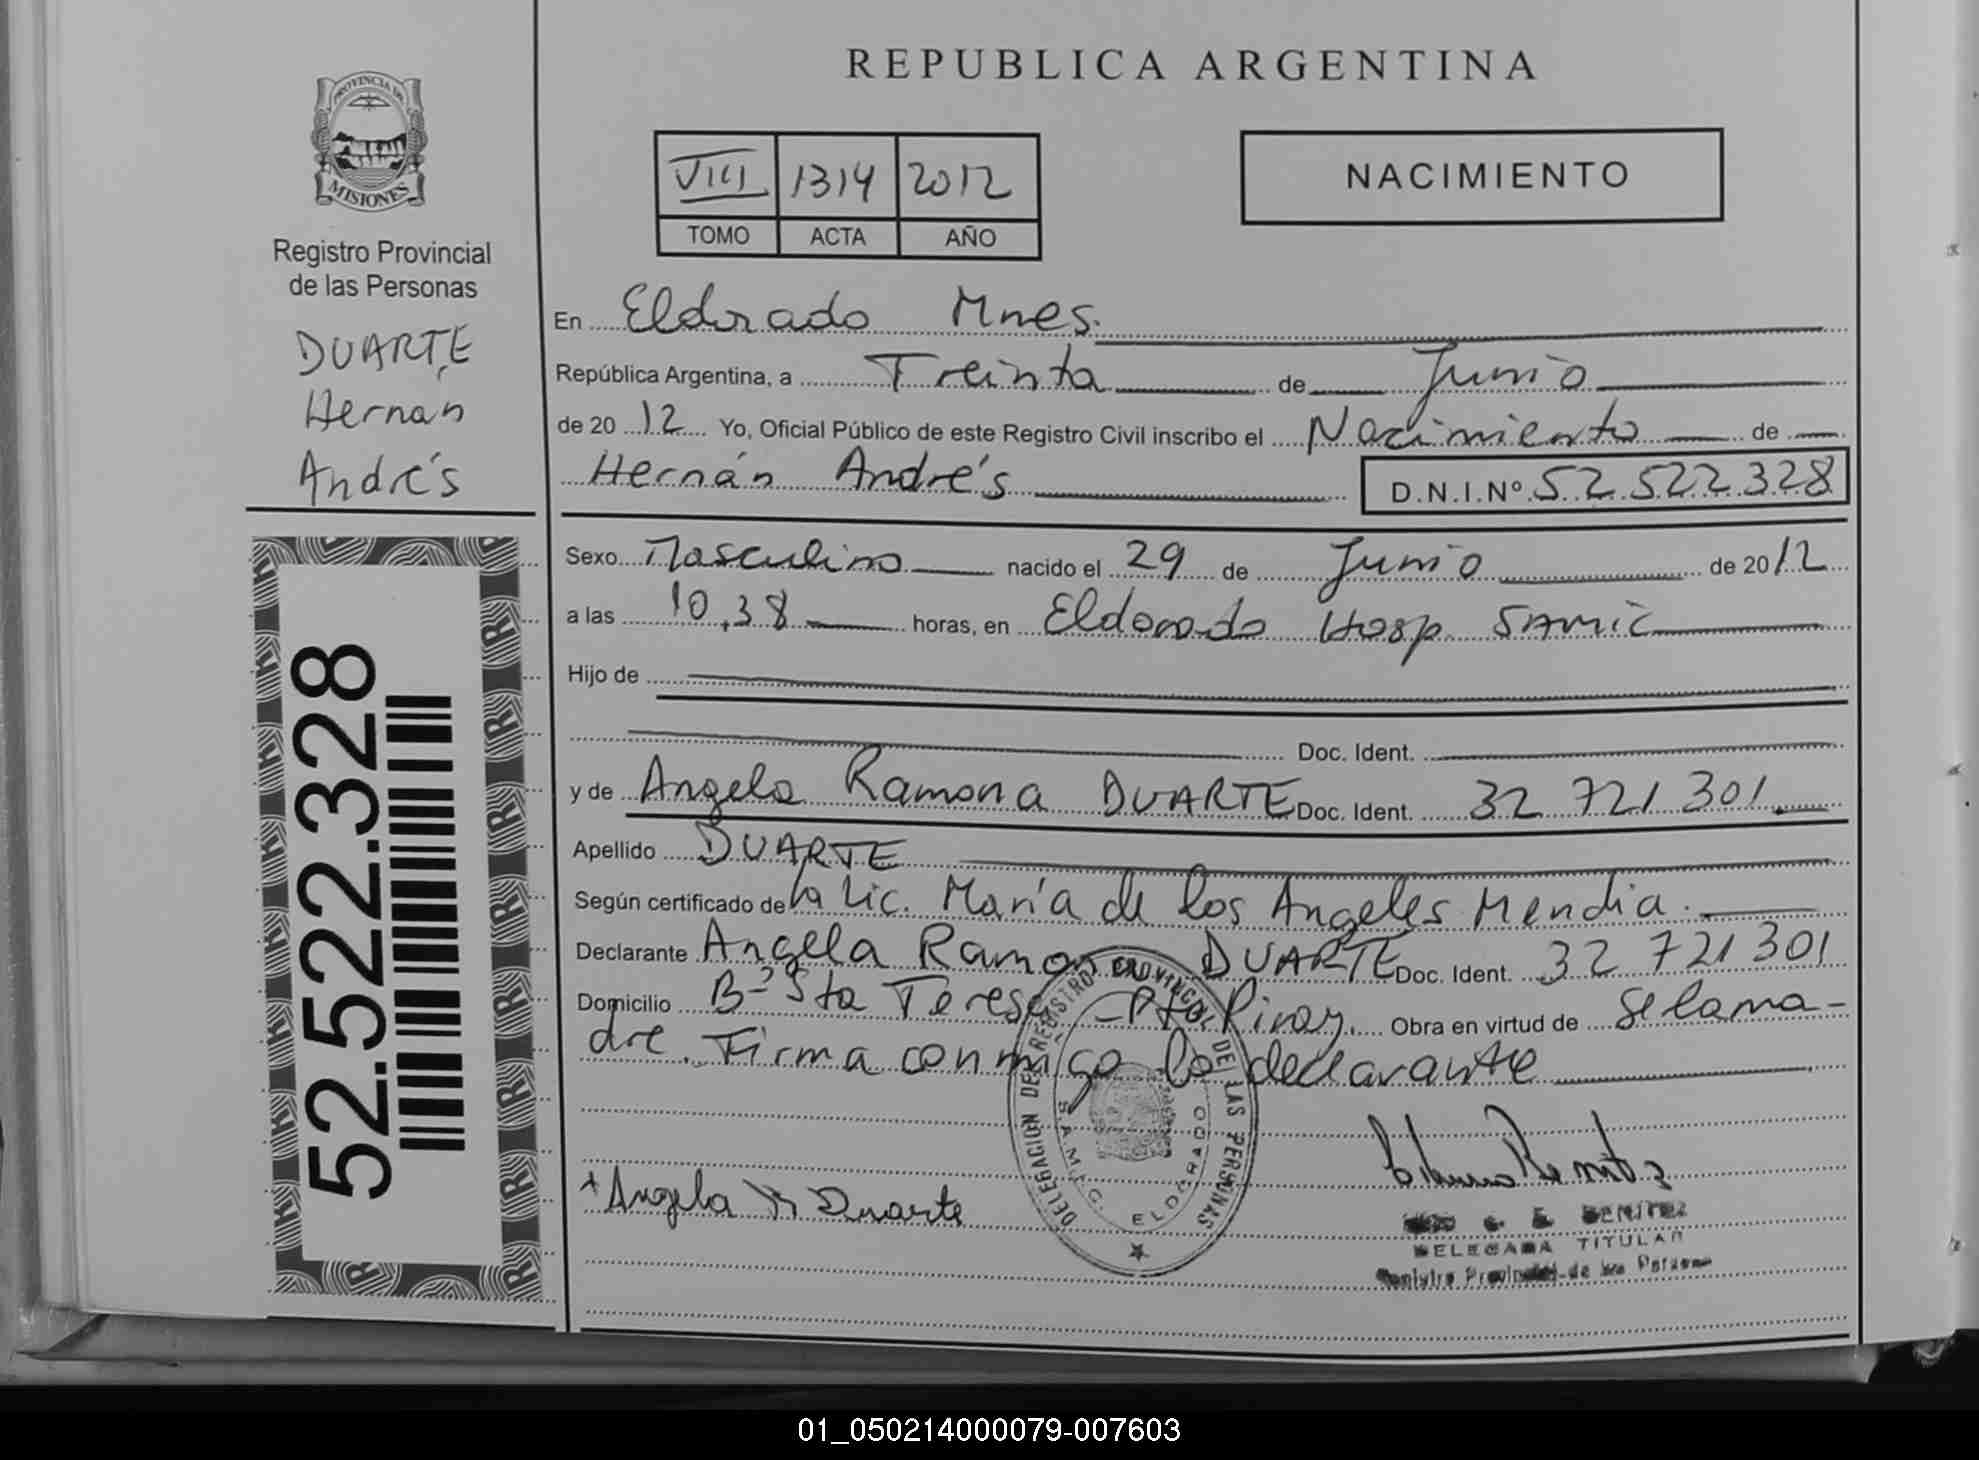 REPUBLICA ARGENTINA
PROVINCIA DE
MISIONES
Registro Provincial
de las Personas
DUARTE,
Hernán
Andrés
52.522.328
VIII 1314 2012
TOMO ACTA AÑO
NACIMIENTO
En Eldorado Mnes.
República Argentina, a Treinta de Junio
de 2012 Yo, Oficial Público de este Registro Civil inscribo el Nacimiento de
Hernán Andrés D.N.I.Nº 52.522.328
Sexo Masculino nacido el 29 de Junio de 2012
a las 10,38 horas, en Eldorado Hosp. SAMIC
Hijo de
Doc. Ident.
y de Angela Ramona DUARTE Doc. Ident. 32 721 301
Apellido DUARTE
Según certificado de la Lic. María de los Angeles Mendia.
Declarante Angela Ramona DUARTE Doc. Ident. 32 721 301
Domicilio Bº Sta Teresa - Pto Piray. Obra en virtud de Se la ma-
dre. Firma conmigo la declarante
DELEGACION DEL REGISTRO PROVINCIAL DE LAS PERSONAS
S.A.M.I.C. ELDORADO
Angela R Duarte
BENITEZ
DELEGADA TITULAR
Registro Provincial de las Personas
01_050214000079-007603